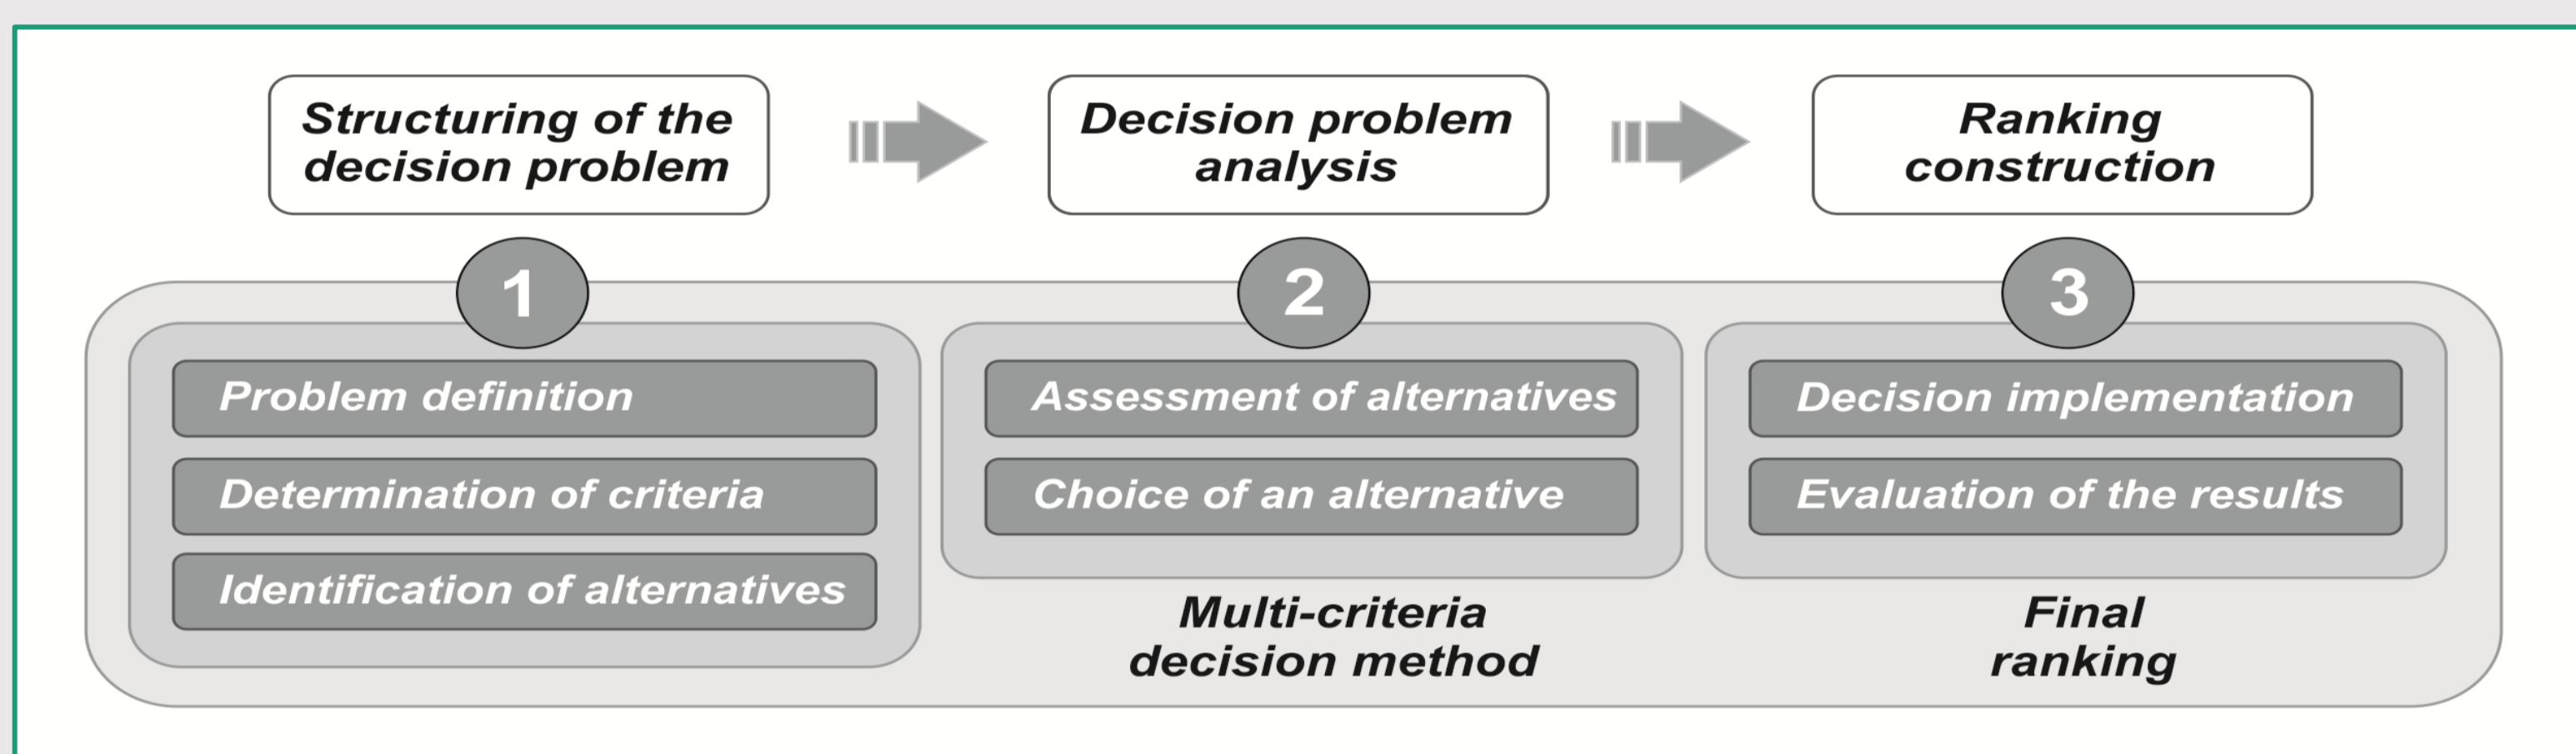 Structuring of the
decision problem
Decision problem
analysis
Ranking
construction
1
Problem definition
Determination of criteria
Identification of alternatives
2
Assessment of alternatives
Choice of an alternative
Multi-criteria
decision method
3
Decision implementation
Evaluation of the results
Final
ranking